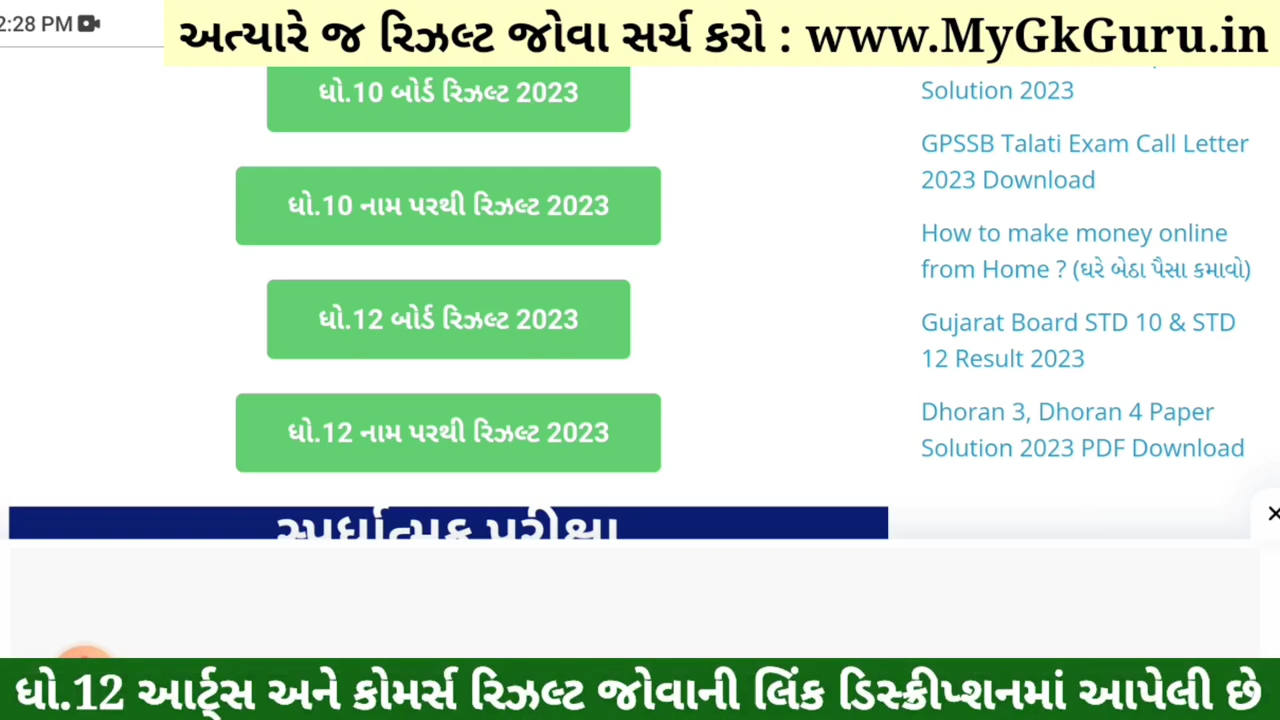 2:28 PM
અત્યારે જ રિઝલ્ટ જોવા સર્ચ કરો : www.MyGkGuru.in
ધો.10 બોર્ડ રિઝલ્ટ 2023
ધો.10 નામ પરથી રિઝલ્ટ 2023
ધો.12 બોર્ડ રિઝલ્ટ 2023
ધો.12 નામ પરથી રિઝલ્ટ 2023
સ્પર્ધાત્મક પરીક્ષા
Solution 2023
GPSSB Talati Exam Call Letter
2023 Download
How to make money online
from Home ? (ઘરે બેઠા પૈસા કમાવો)
Gujarat Board STD 10 & STD
12 Result 2023
Dhoran 3, Dhoran 4 Paper
Solution 2023 PDF Download
ધો.12 આર્ટ્સ અને કોમર્સ રિઝલ્ટ જોવાની લિંક ડિસ્ક્રીપ્શનમાં આપેલી છે